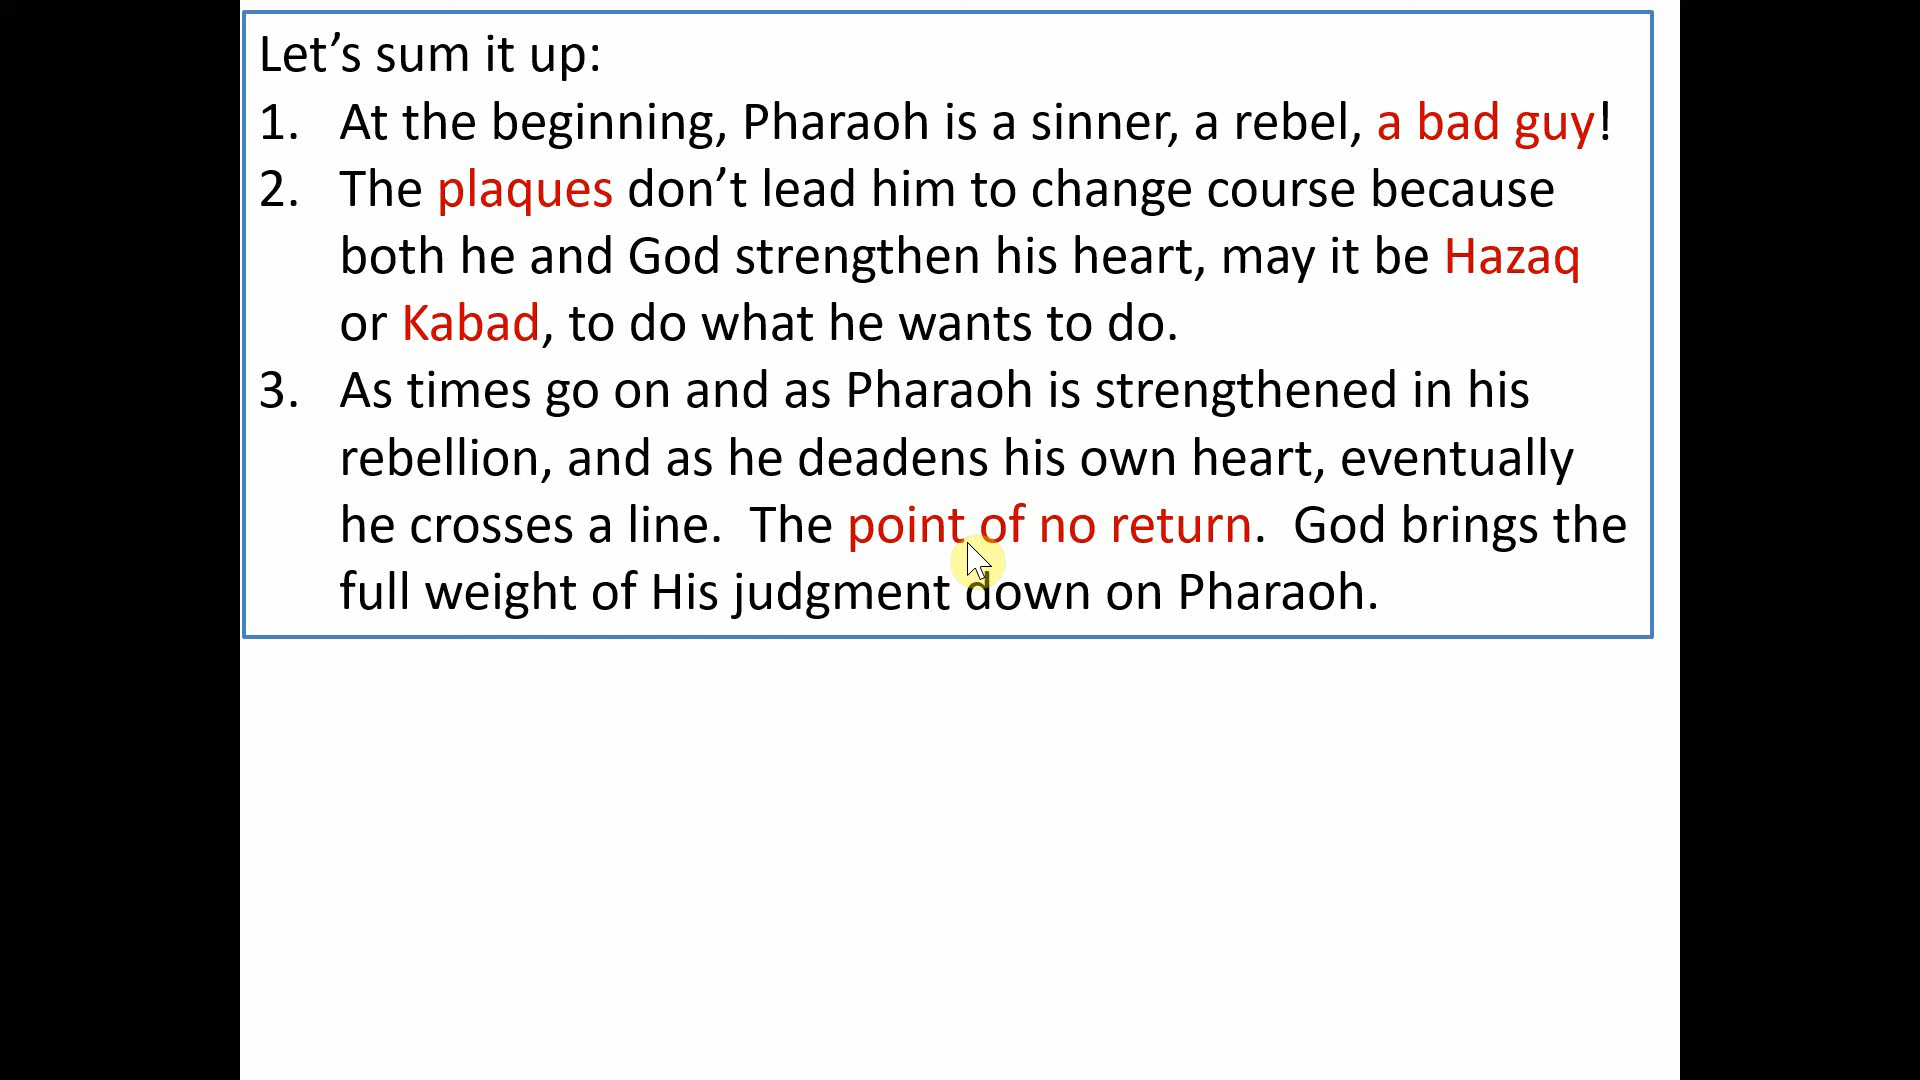 Let’s sum it up:
1. At the beginning, Pharaoh is a sinner, a rebel, a bad guy!
2. The plaques don’t lead him to change course because
both he and God strengthen his heart, may it be Hazaq
or Kabad, to do what he wants to do.
3. As times go on and as Pharaoh is strengthened in his
rebellion, and as he deadens his own heart, eventually
he crosses a line.  The point of no return.  God brings the
full weight of His judgment down on Pharaoh.